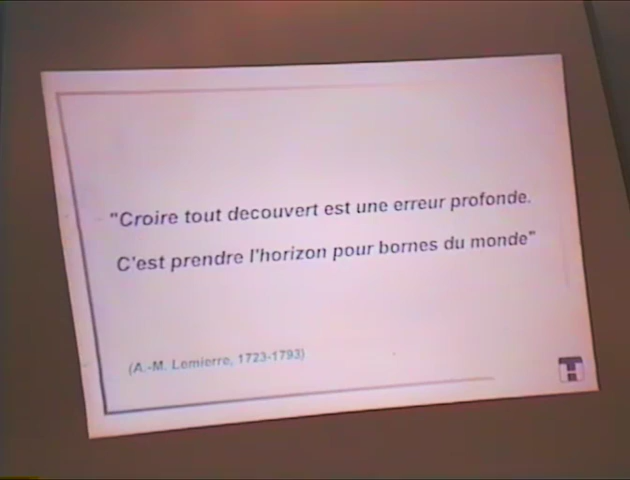 "Croire tout decouvert est une erreur profonde.
C'est prendre l'horizon pour bornes du monde"
(A.-M. Lemierre, 1723-1793)